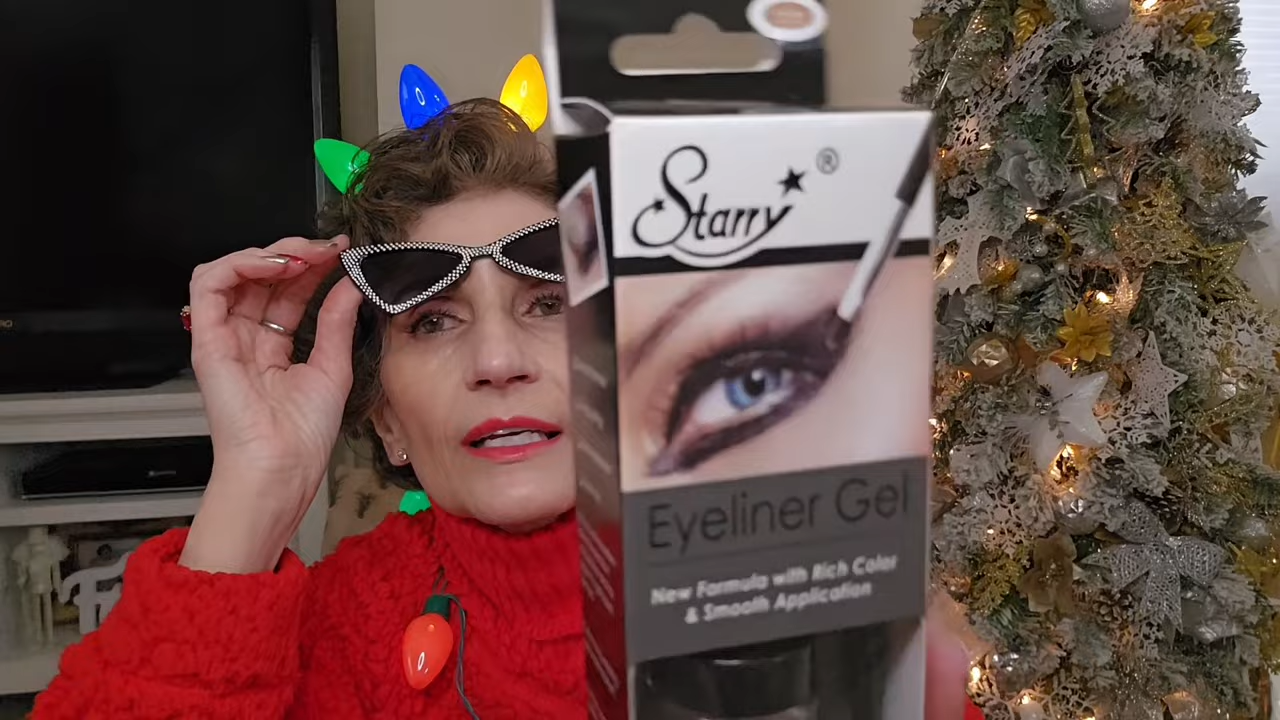 Starry ®
Eyeliner Gel
New Formula with Rich Color
& Smooth Application